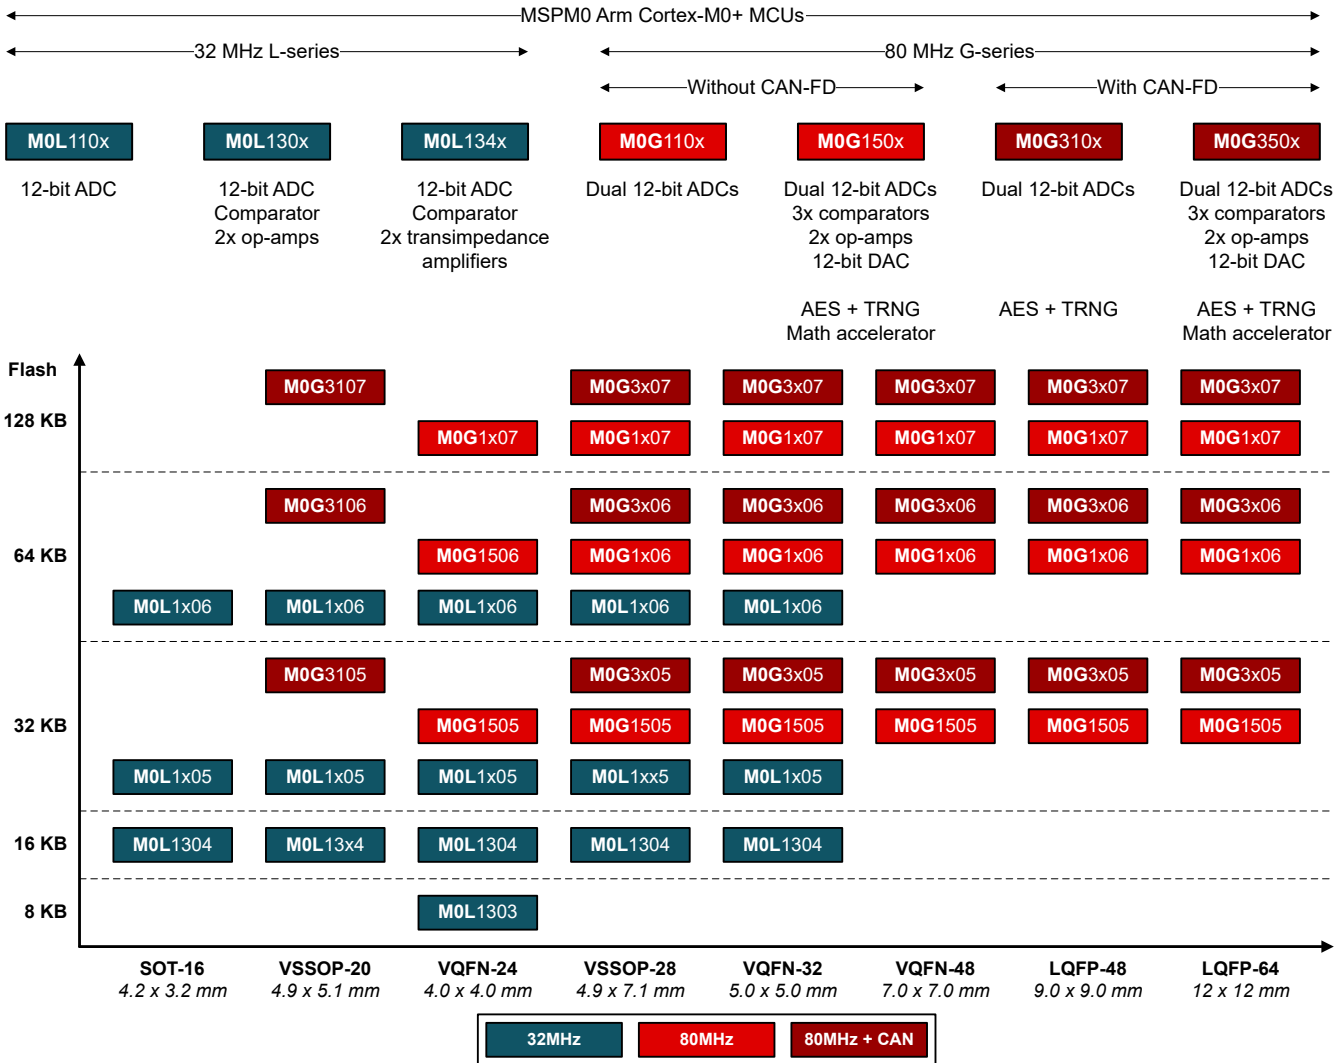 MSPM0 Arm Cortex-M0+ MCUs
32 MHz L-series
80 MHz G-series
Without CAN-FD
With CAN-FD
M0L110x
M0L130x
M0L134x
M0G110x
M0G150x
M0G310x
M0G350x
12-bit ADC
12-bit ADC
Comparator
2x op-amps
12-bit ADC
Comparator
2x transimpedance
amplifiers
Dual 12-bit ADCs
Dual 12-bit ADCs
3x comparators
2x op-amps
12-bit DAC
AES + TRNG
Math accelerator
Dual 12-bit ADCs
AES + TRNG
Dual 12-bit ADCs
3x comparators
2x op-amps
12-bit DAC
AES + TRNG
Math accelerator
Flash
128 KB
M0G3107
M0G3x07
M0G3x07
M0G3x07
M0G3x07
M0G3x07
M0G1x07
M0G1x07
M0G1x07
M0G1x07
M0G1x07
M0G1x07
64 KB
M0G3106
M0G3x06
M0G3x06
M0G3x06
M0G3x06
M0G3x06
M0G1506
M0G1x06
M0G1x06
M0G1x06
M0G1x06
M0G1x06
M0L1x06
M0L1x06
M0L1x06
M0L1x06
M0L1x06
32 KB
M0G3105
M0G3x05
M0G3x05
M0G3x05
M0G3x05
M0G3x05
M0G1505
M0G1505
M0G1505
M0G1505
M0G1505
M0G1505
M0L1x05
M0L1x05
M0L1x05
M0L1xx5
M0L1x05
16 KB
M0L1304
M0L13x4
M0L1304
M0L1304
M0L1304
8 KB
M0L1303
SOT-16
4.2 x 3.2 mm
VSSOP-20
4.9 x 5.1 mm
VQFN-24
4.0 x 4.0 mm
VSSOP-28
4.9 x 7.1 mm
VQFN-32
5.0 x 5.0 mm
VQFN-48
7.0 x 7.0 mm
LQFP-48
9.0 x 9.0 mm
LQFP-64
12 x 12 mm
32MHz
80MHz
80MHz + CAN